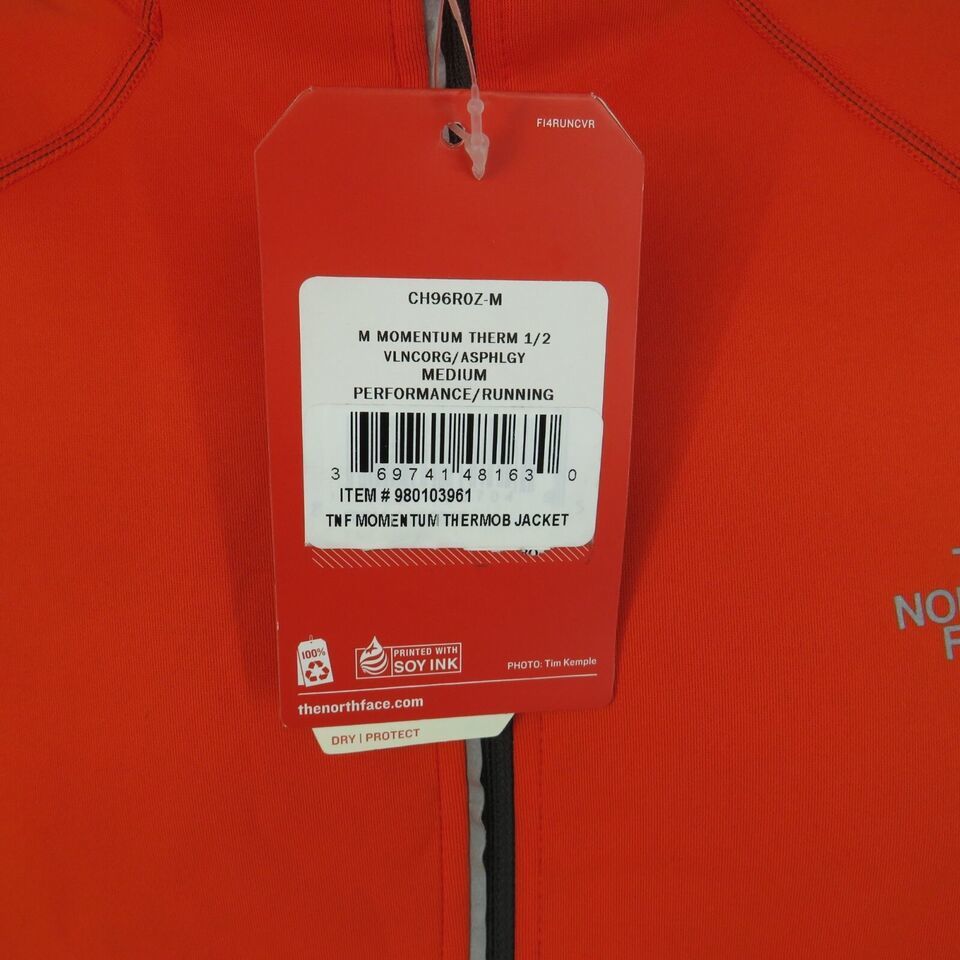 FI4RUNCVR
CH96R0Z-M
M MOMENTUM THERM 1/2
VLNCORG/ASPHLGY
MEDIUM
PERFORMANCE/RUNNING
3 69741 48163 0
ITEM # 980103961
TNF MOMENTUM THERMOB JACKET
100%
PRINTED WITH
SOY INK
PHOTO: Tim Kemple
thenorthface.com
DRY | PROTECT